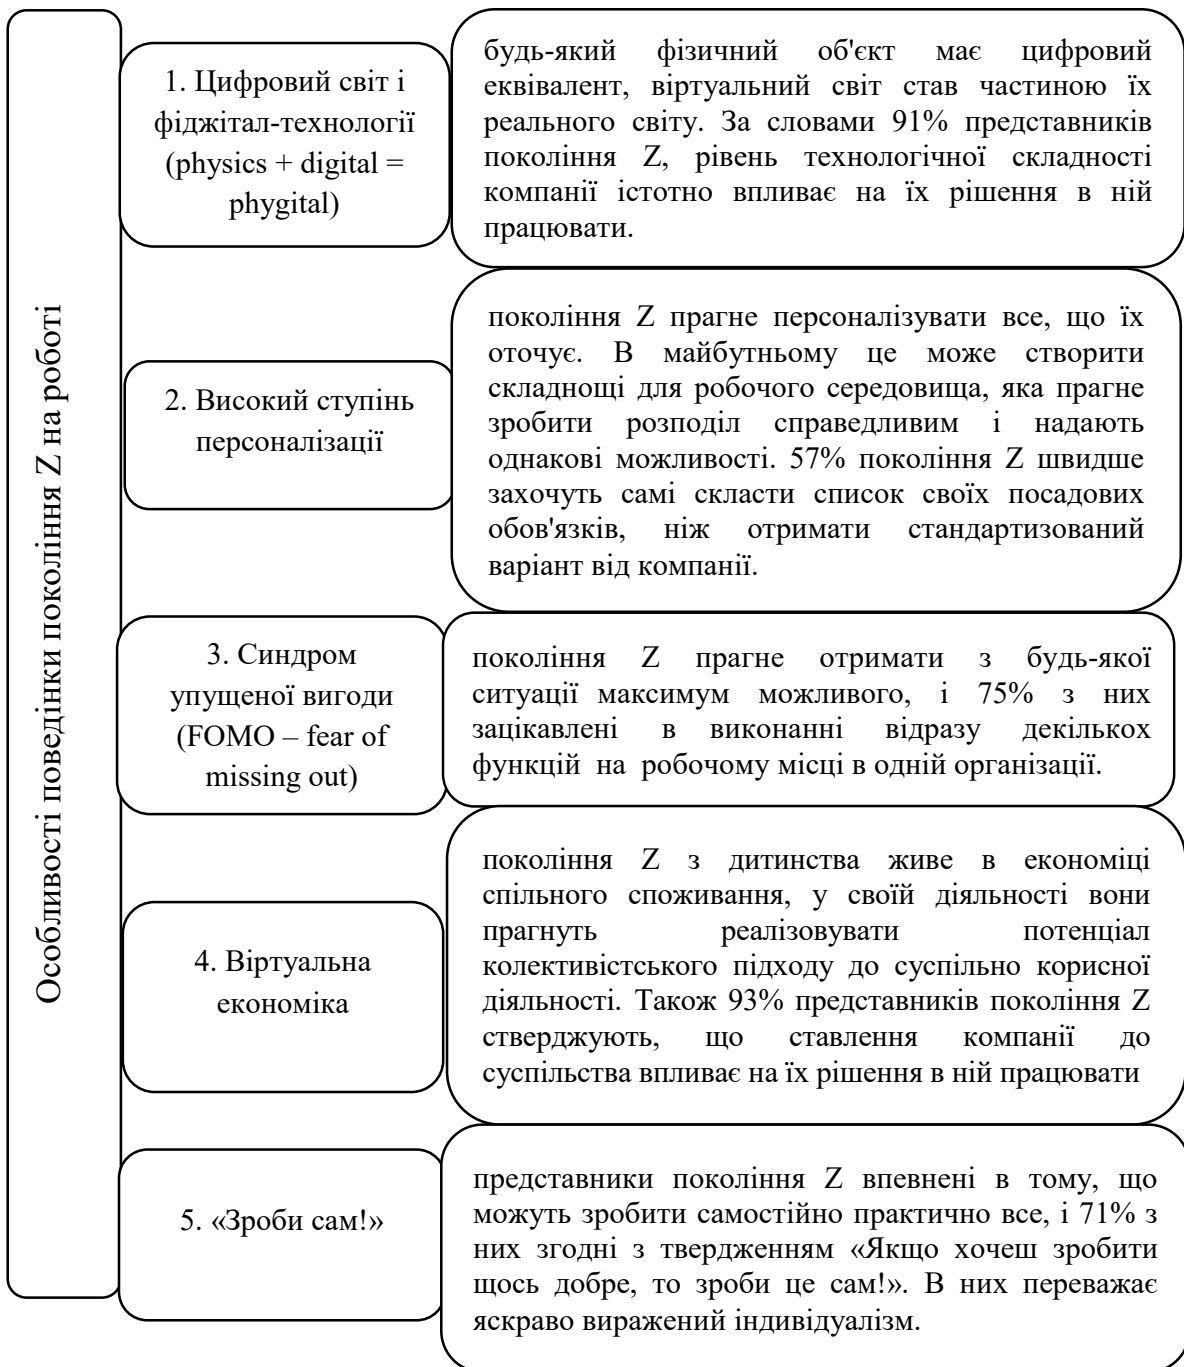 Особливості поведінки покоління Z на роботі
1. Цифровий світ і
фіджітал-технології
(physics + digital =
phygital)
будь-який фізичний об'єкт має цифровий
еквівалент, віртуальний світ став частиною їх
реального світу. За словами 91% представників
покоління Z, рівень технологічної складності
компанії істотно впливає на їх рішення в ній
працювати.
2. Високий ступінь
персоналізації
покоління Z прагне персоналізувати все, що їх
оточує. В майбутньому це може створити
складнощі для робочого середовища, яка прагне
зробити розподіл справедливим і надають
однакові можливості. 57% покоління Z швидше
захочуть самі скласти список своїх посадових
обов'язків, ніж отримати стандартизований
варіант від компанії.
3. Синдром
упущеної вигоди
(FOMO – fear of
missing out)
покоління Z прагне отримати з будь-якої
ситуації максимум можливого, і 75% з них
зацікавлені в виконанні відразу декількох
функцій на робочому місці в одній організації.
4. Віртуальна
економіка
покоління Z з дитинства живе в економіці
спільного споживання, у своїй діяльності вони
прагнуть реалізовувати потенціал
колективістського підходу до суспільно корисної
діяльності. Також 93% представників покоління Z
стверджують, що ставлення компанії до
суспільства впливає на їх рішення в ній працювати
5. «Зроби сам!»
представники покоління Z впевнені в тому, що
можуть зробити самостійно практично все, і 71% з
них згодні з твердженням «Якщо хочеш зробити
щось добре, то зроби це сам!». В них переважає
яскраво виражений індивідуалізм.